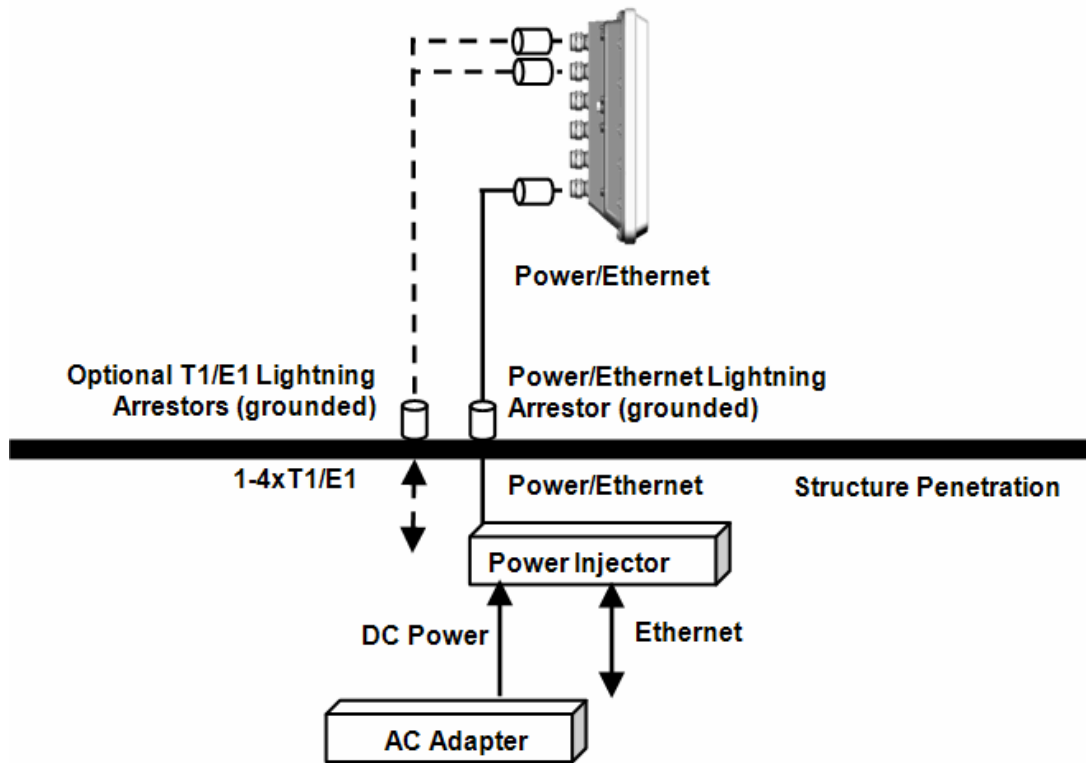 Power/Ethernet
Optional T1/E1 Lightning
Arrestors (grounded)
Power/Ethernet Lightning
Arrestor (grounded)
1-4xT1/E1
Power/Ethernet
Structure Penetration
Power Injector
DC Power
Ethernet
AC Adapter